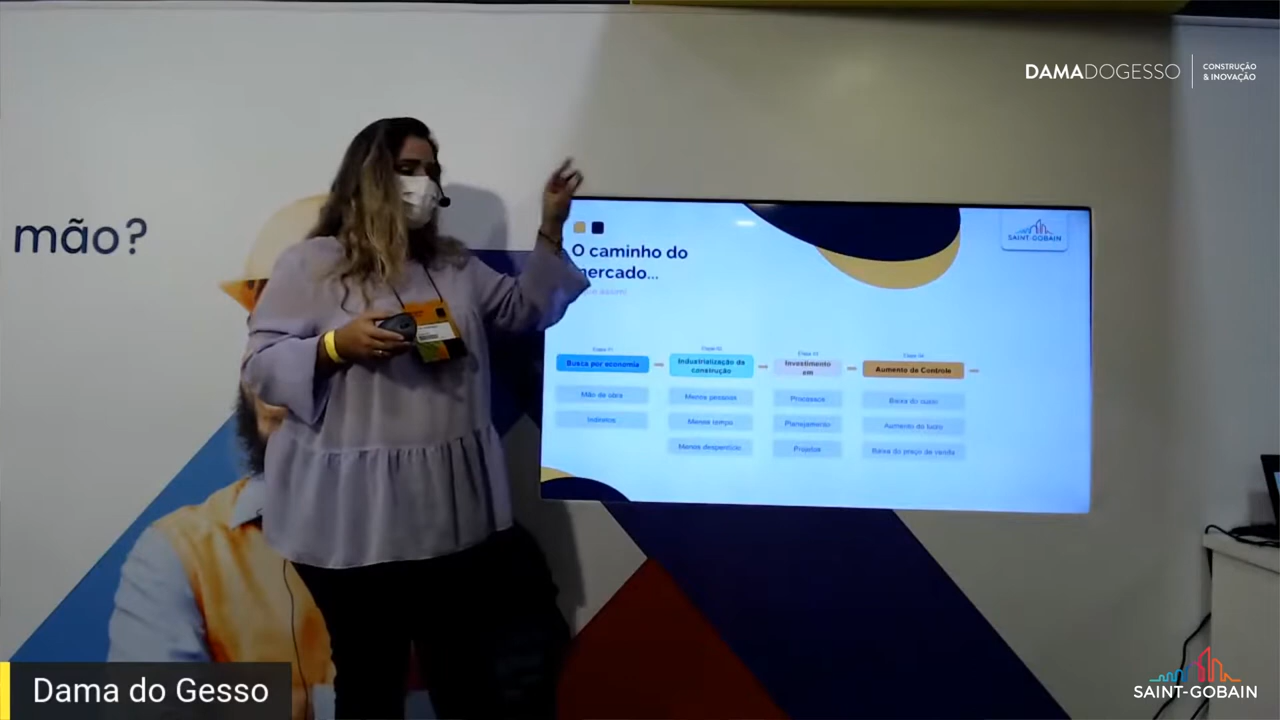 DAMADOGESSO
CONSTRUÇÃO
& INOVAÇÃO
mão?
SAINT-GOBAIN
O caminho do
mercado...
Busca por economia
Industrialização da
construção
Investimento
em
Aumento de Controle
Mão de obra
Menos pessoas
Processos
Baixa do custo
Indiretos
Menos tempo
Planejamento
Aumento do lucro
Menos desperdício
Projetos
Baixa do preço de venda
Dama do Gesso
SAINT-GOBAIN